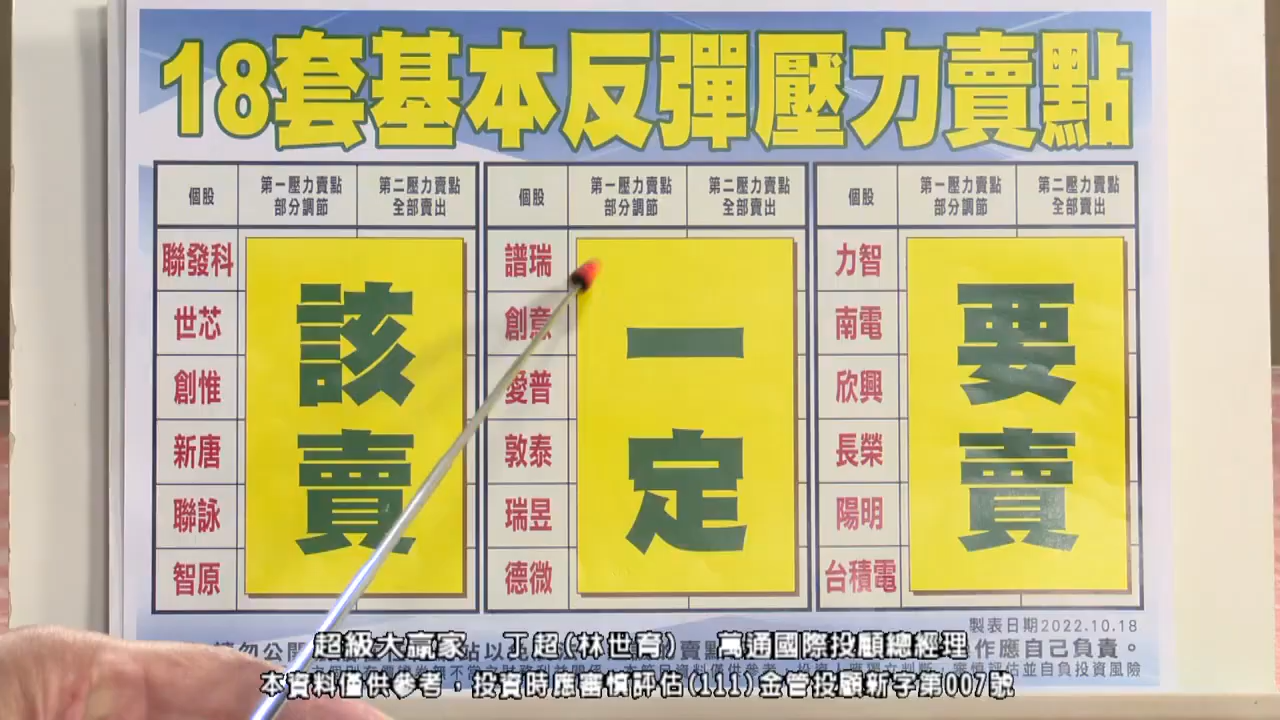 18套基本反彈壓力賣點
個股 第一壓力賣點 部分調節 第二壓力賣點 全部賣出
聯發科
世芯
創惟
新唐
聯詠
智原
該賣
個股 第一壓力賣點 部分調節 第二壓力賣點 全部賣出
譜瑞
創意
愛普
敦泰
瑞昱
德微
一定
個股 第一壓力賣點 部分調節 第二壓力賣點 全部賣出
力智
南電
欣興
長榮
陽明
台積電
要賣
製表日期2022.10.18
作應自己負責。
超級大贏家 丁超(林世育) 萬通國際投顧總經理
本資料僅供參考，投資時應審慎評估(111)金管投顧新字第007號